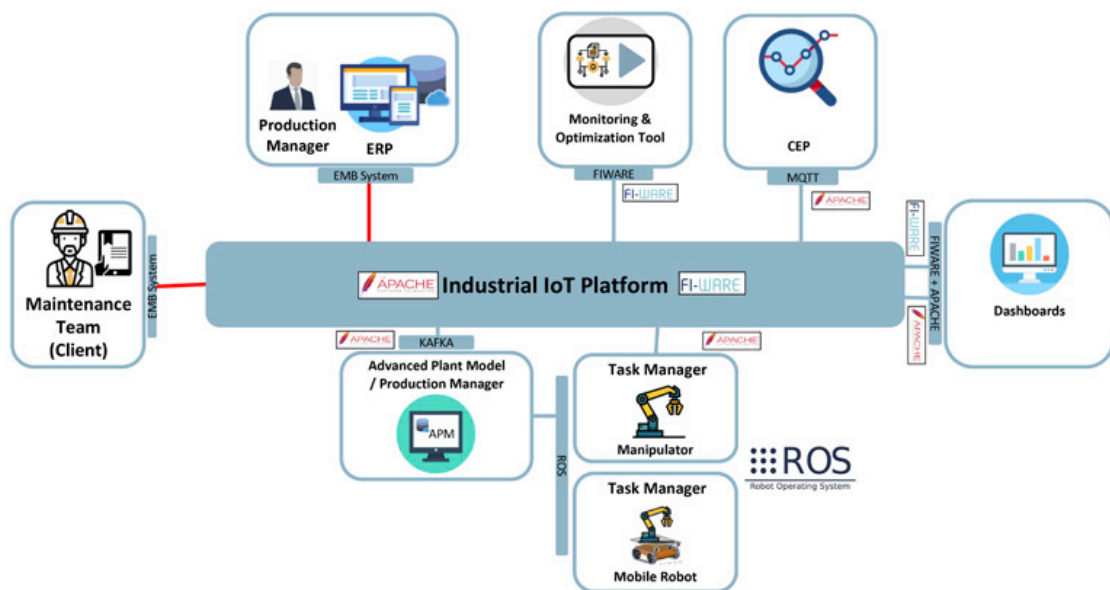 Production
Manager
ERP
EMB System
Monitoring &
Optimization Tool
FIWARE
FI-WARE
CEP
MQTT
APACHE
Maintenance
Team
(Client)
EMB System
APACHE
Industrial IoT Platform
FI-WARE
FI-WARE
FIWARE + APACHE
APACHE
Dashboards
APACHE
KAFKA
Advanced Plant Model
/ Production Manager
APM
ROS
APACHE
Task Manager
Manipulator
Task Manager
Mobile Robot
ROS
Robot Operating System